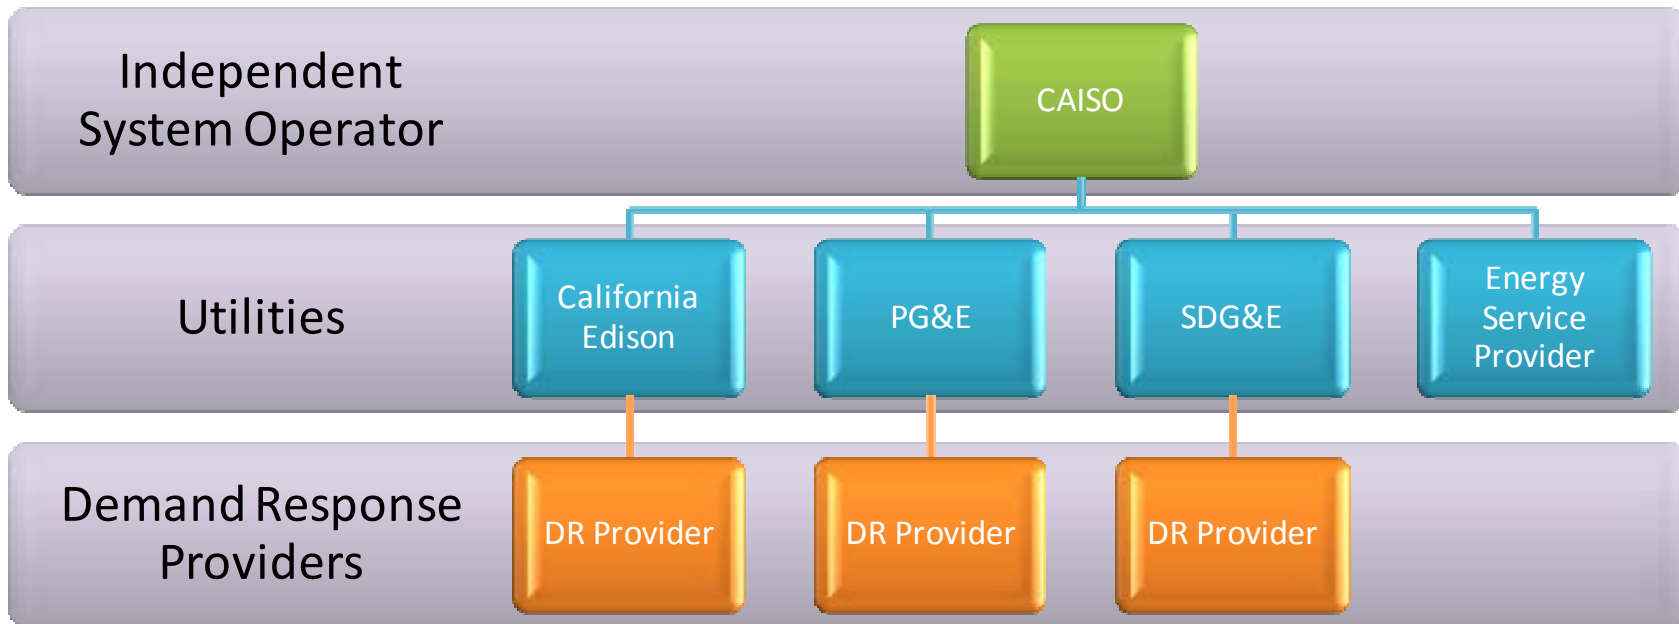 Independent
System Operator
CAISO
Utilities
California
Edison
PG&E
SDG&E
Energy
Service
Provider
Demand Response
Providers
DR Provider
DR Provider
DR Provider